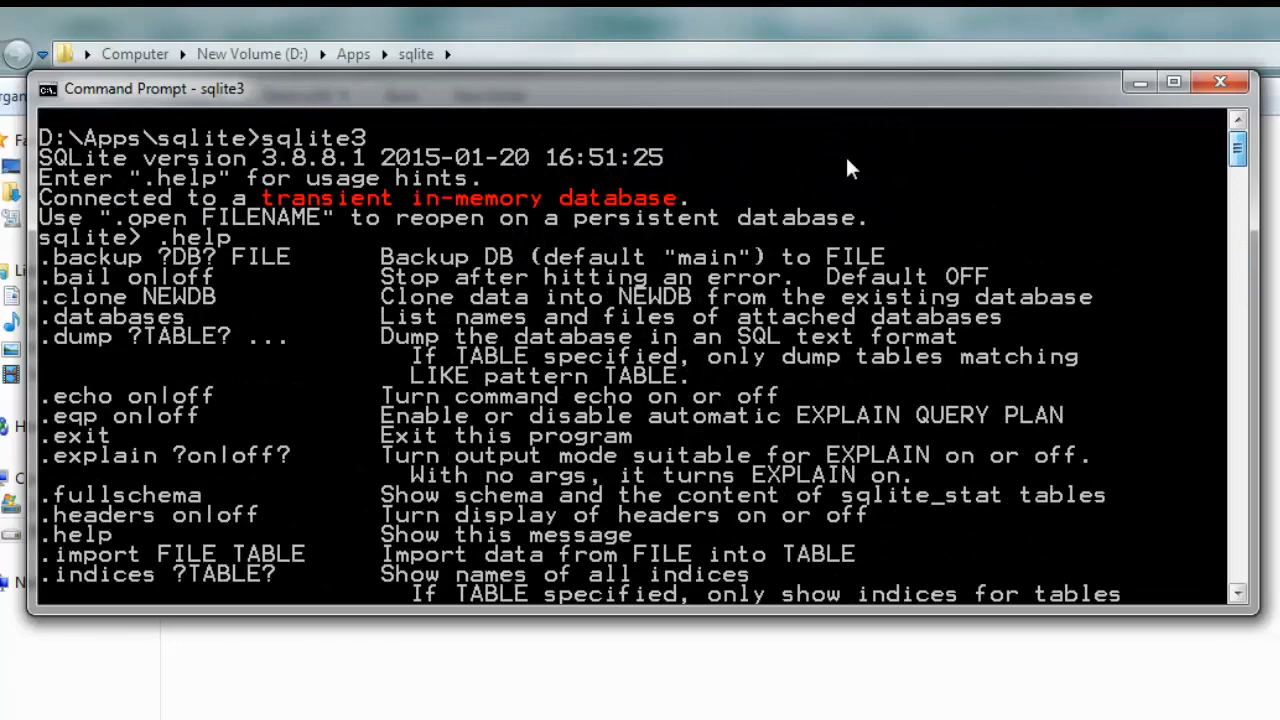 Computer New Volume (D:) Apps sqlite
Command Prompt - sqlite3
D:\Apps\sqlite>sqlite3
SQLite version 3.8.8.1 2015-01-20 16:51:25
Enter ".help" for usage hints.
Connected to a transient in-memory database.
Use ".open FILENAME" to reopen on a persistent database.
sqlite> .help
.backup ?DB? FILE Backup DB (default "main") to FILE
.bail on|off Stop after hitting an error. Default OFF
.clone NEWDB Clone data into NEWDB from the existing database
.databases List names and files of attached databases
.dump ?TABLE? ... Dump the database in an SQL text format
If TABLE specified, only dump tables matching
LIKE pattern TABLE.
.echo on|off Turn command echo on or off
.eqp on|off Enable or disable automatic EXPLAIN QUERY PLAN
.exit Exit this program
.explain ?on|off? Turn output mode suitable for EXPLAIN on or off.
With no args, it turns EXPLAIN on.
.fullschema Show schema and the content of sqlite_stat tables
.headers on|off Turn display of headers on or off
.help Show this message
.import FILE TABLE Import data from FILE into TABLE
.indices ?TABLE? Show names of all indices
If TABLE specified, only show indices for tables